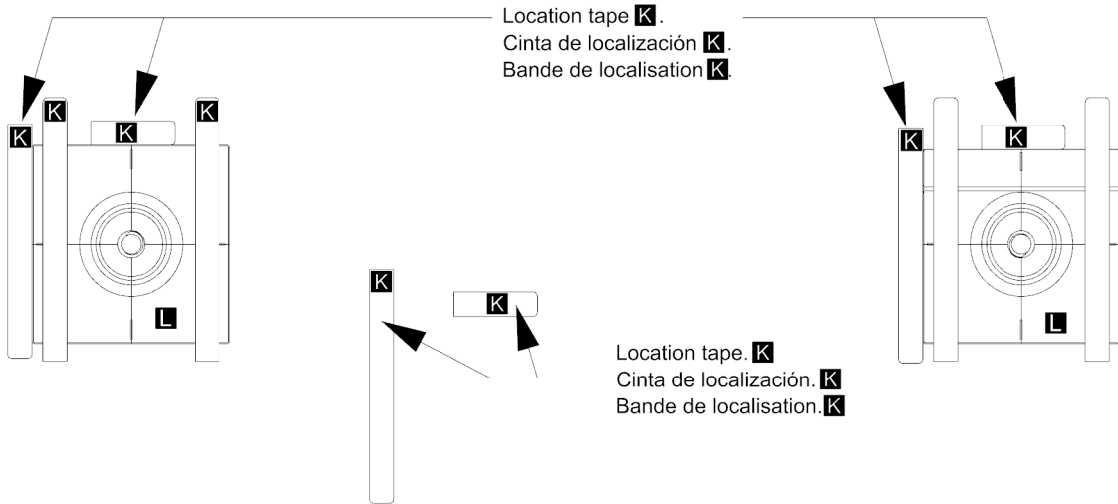 Location tape K.
Cinta de localización K.
Bande de localisation K.
K
K
K
K
K
K
L
K
K
L
Location tape. K
Cinta de localización. K
Bande de localisation. K